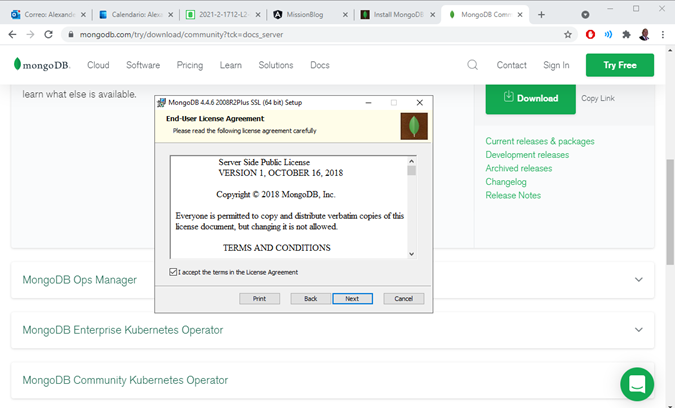 Correo: Alexande
Calendario: Alexa
2021-2-1712-L2-
MissionBlog
Install MongoDB
MongoDB Comm
mongodb.com/try/download/community?tck=docs_server
mongoDB.
Cloud
Software
Pricing
Learn
Solutions
Docs
Contact
Sign In
Try Free
learn what else is available.
Download
Copy Link
Current releases & packages
Development releases
Archived releases
Changelog
Release Notes
MongoDB 4.4.6 2008R2Plus SSL (64 bit) Setup
End-User License Agreement
Please read the following license agreement carefully
Server Side Public License
VERSION 1, OCTOBER 16, 2018
Copyright © 2018 MongoDB, Inc.
Everyone is permitted to copy and distribute verbatim copies of this
license document, but changing it is not allowed.
TERMS AND CONDITIONS
I accept the terms in the License Agreement
Print
Back
Next
Cancel
MongoDB Ops Manager
MongoDB Enterprise Kubernetes Operator
MongoDB Community Kubernetes Operator